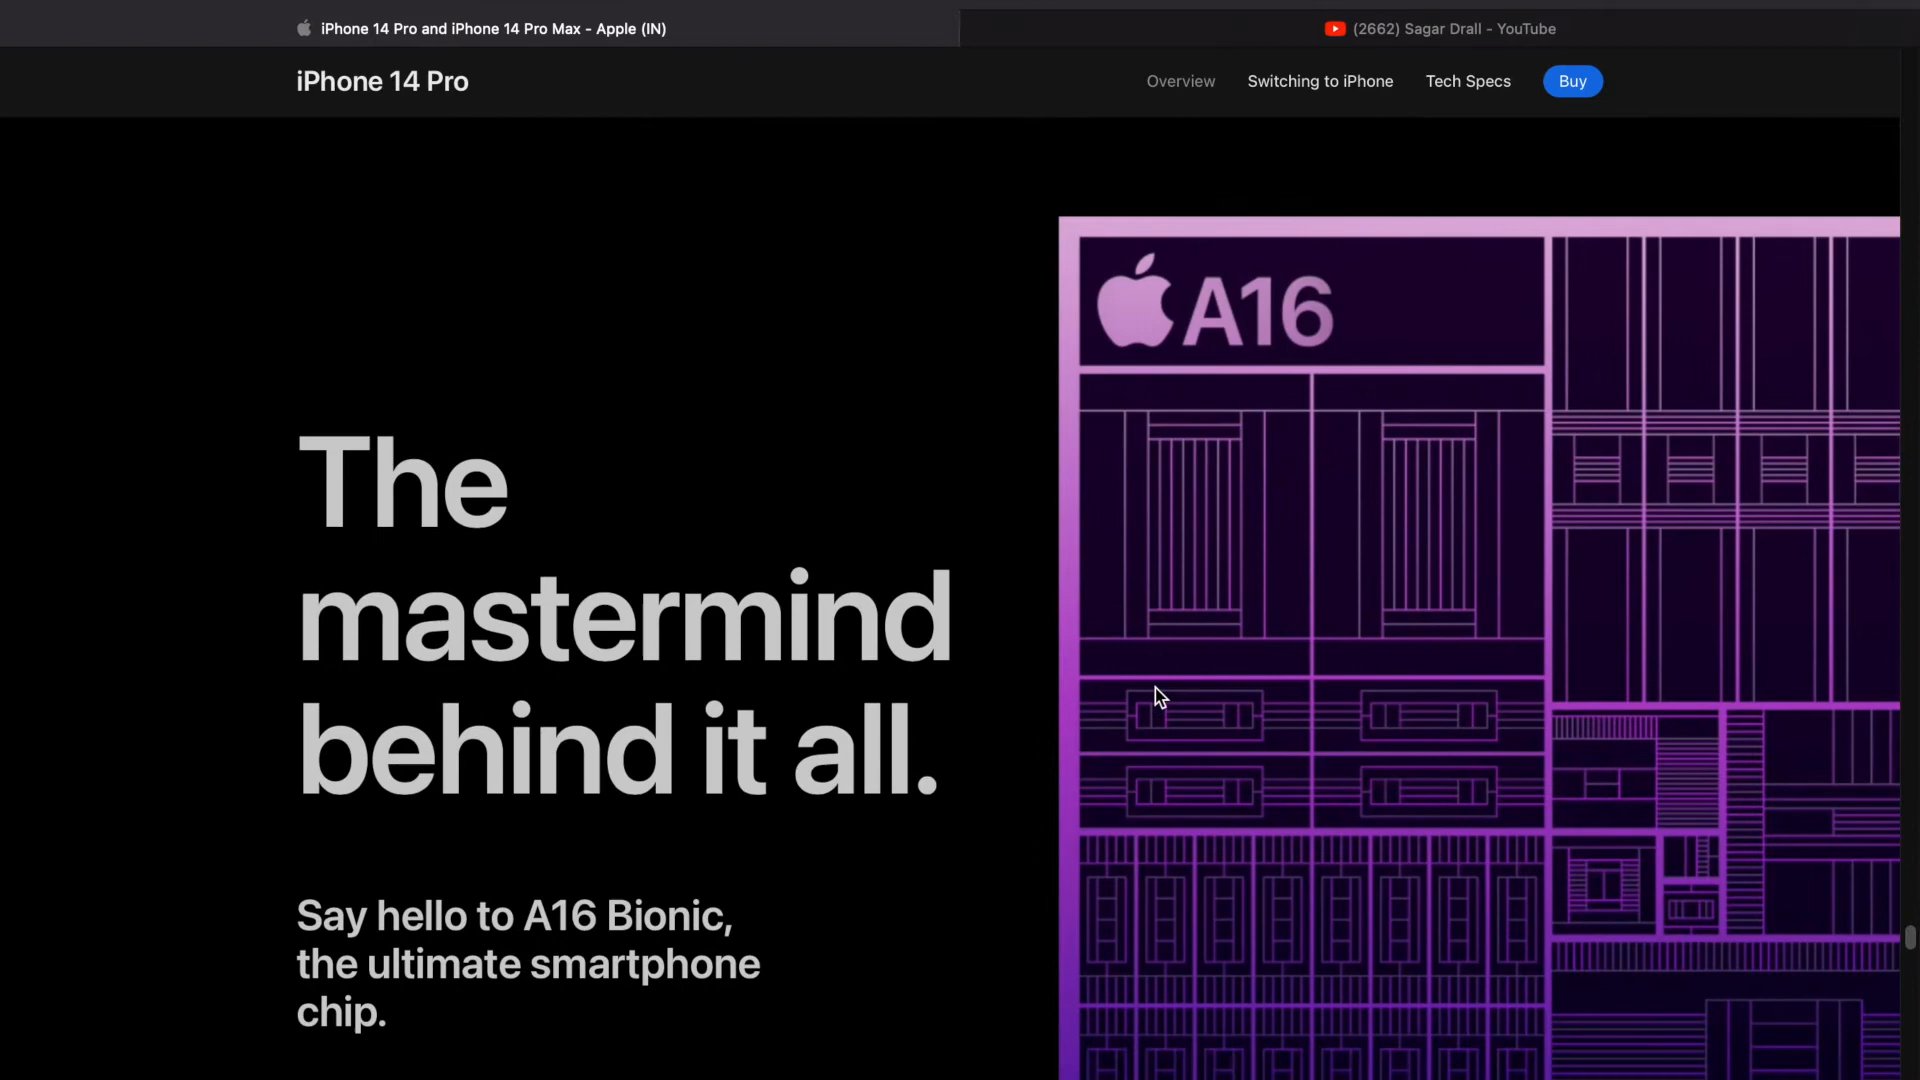 iPhone 14 Pro and iPhone 14 Pro Max - Apple (IN)
(2662) Sagar Drall - YouTube
iPhone 14 Pro
Overview
Switching to iPhone
Tech Specs
Buy
A16
The
mastermind
behind it all.
Say hello to A16 Bionic,
the ultimate smartphone
chip.